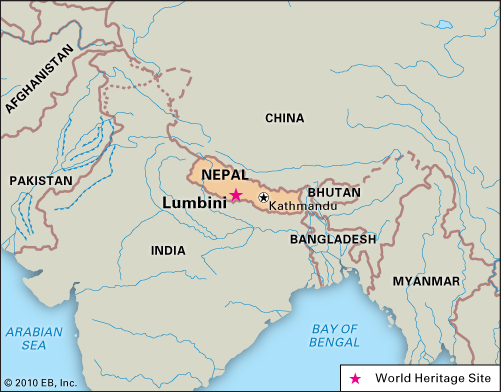 AFGHANISTAN
CHINA
PAKISTAN
NEPAL
BHUTAN
Lumbini
Kathmandu
BANGLADESH
INDIA
MYANMAR
ARABIAN
SEA
BAY OF
BENGAL
World Heritage Site
© 2010 EB, Inc.